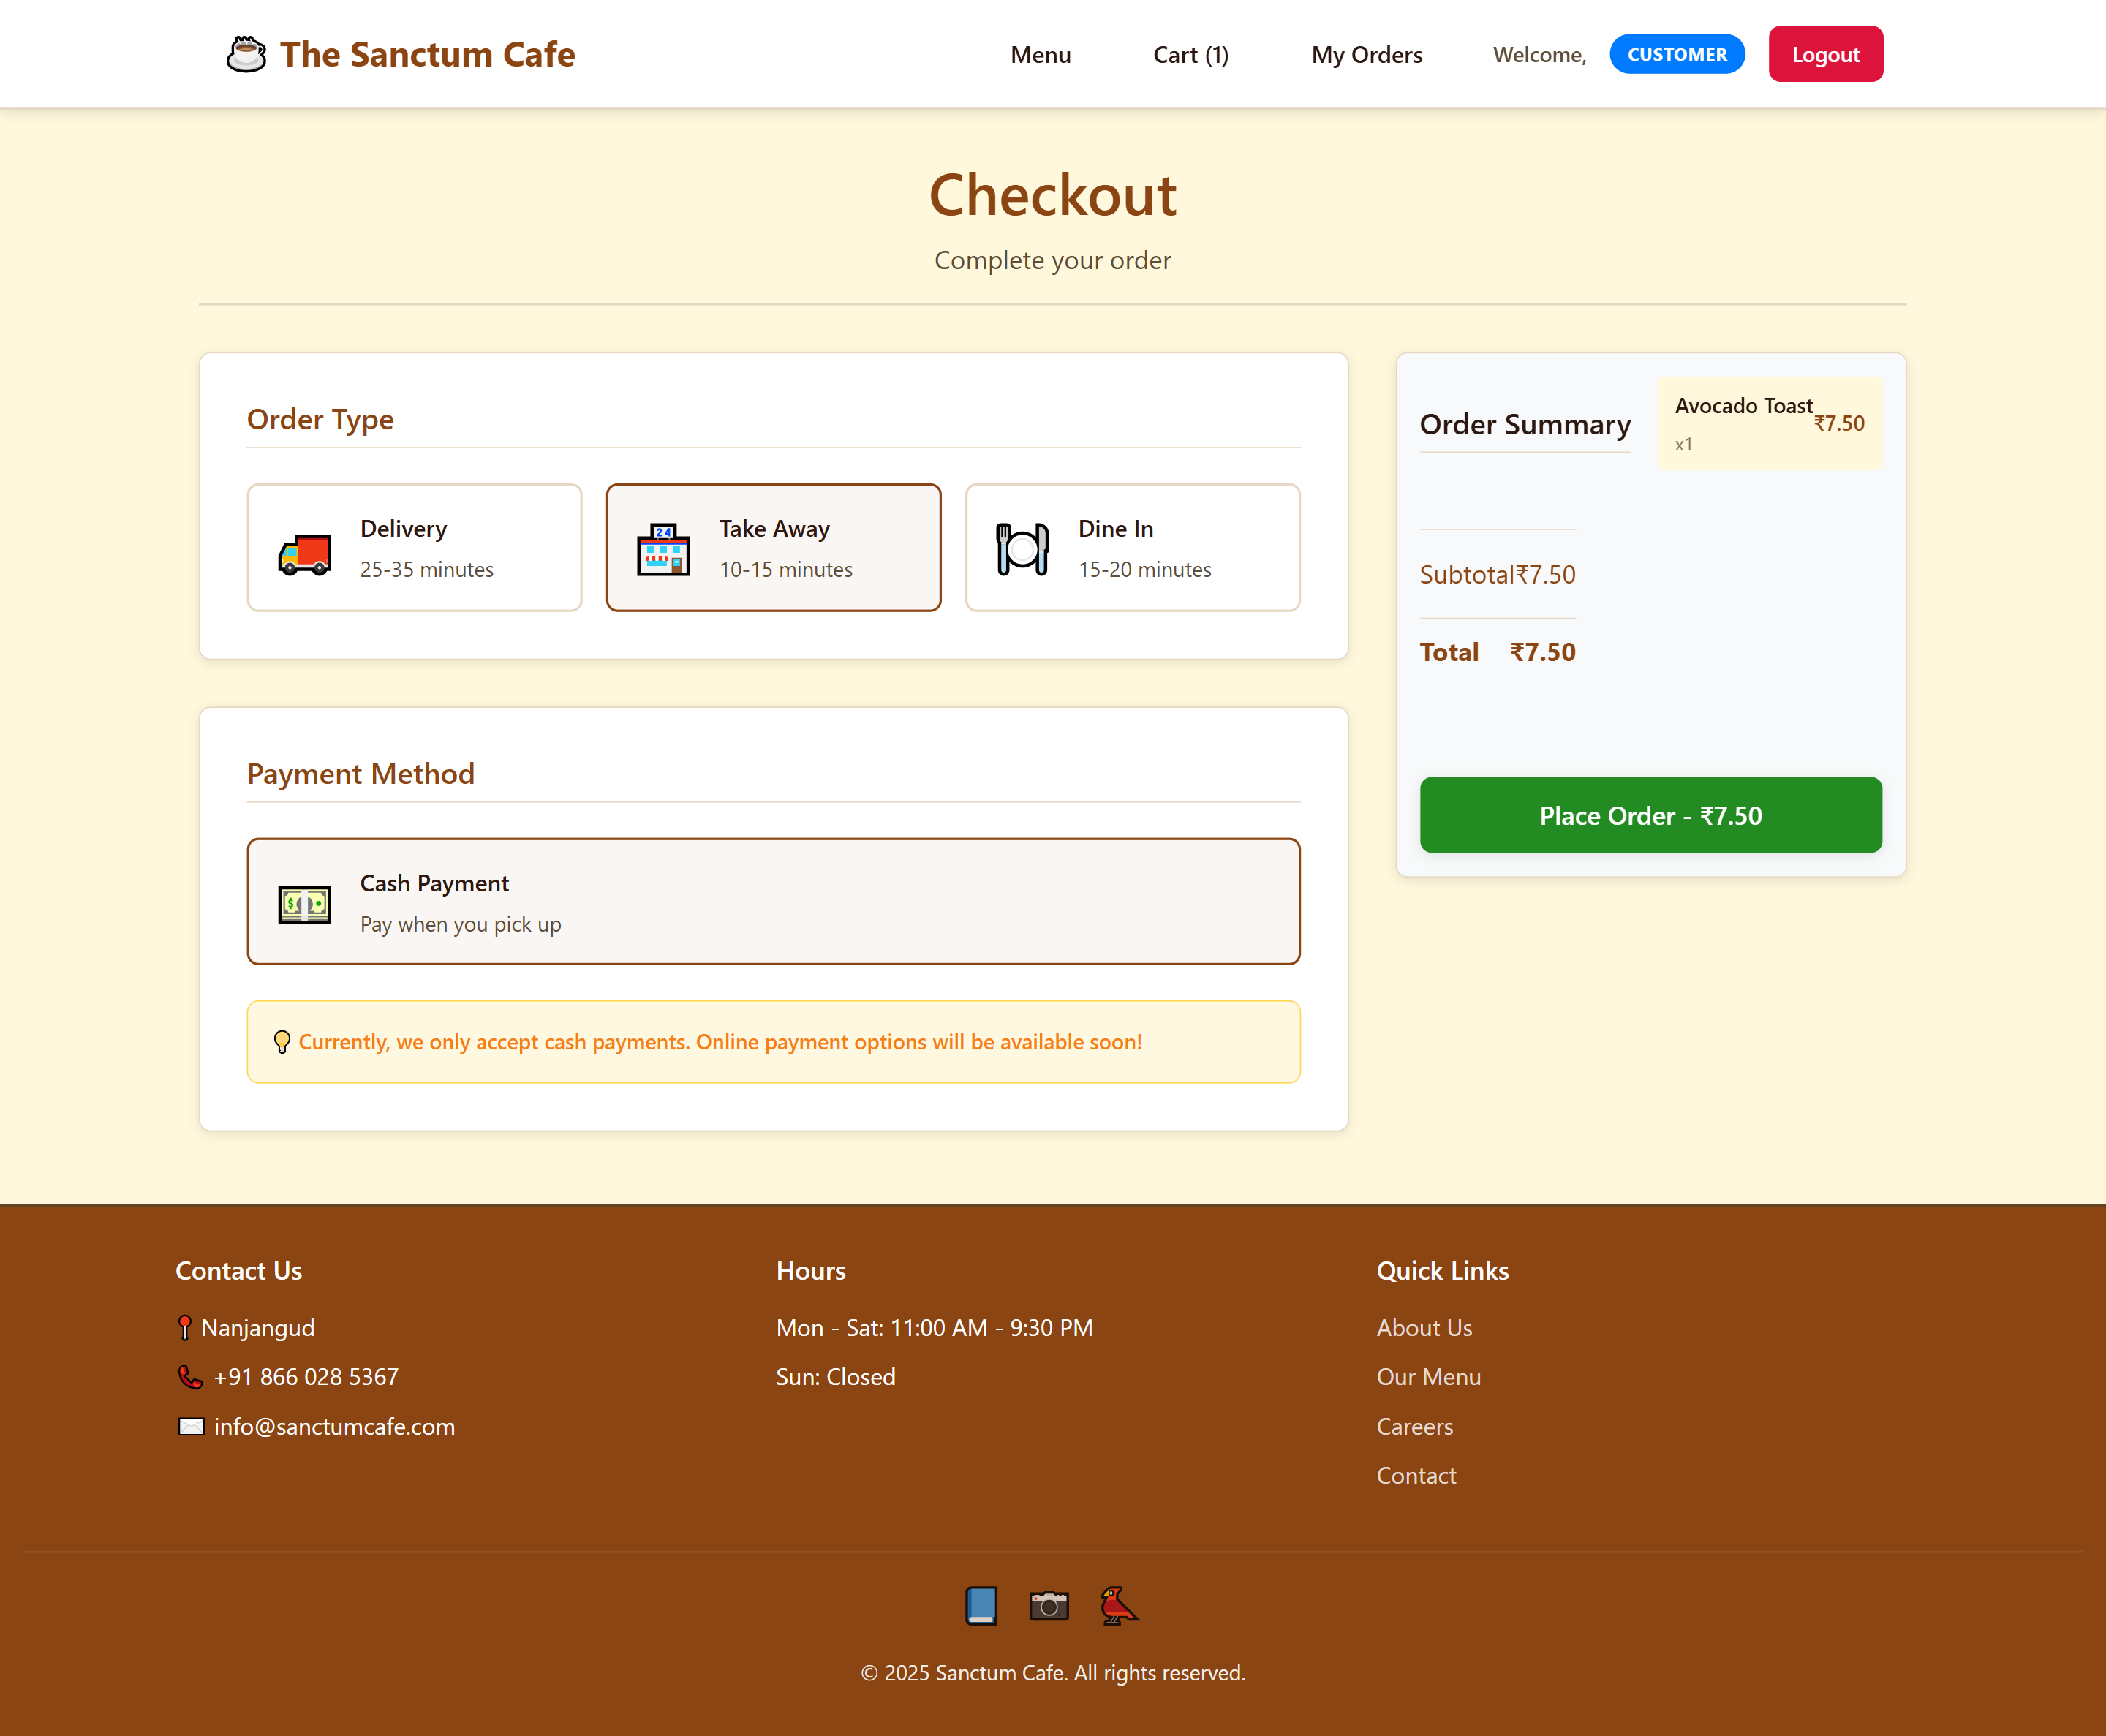 The Sanctum Cafe
Menu
Cart (1)
My Orders
Welcome,
CUSTOMER
Logout
Checkout
Complete your order
Order Type
Delivery
25-35 minutes
24
Take Away
10-15 minutes
Dine In
15-20 minutes
Payment Method
Cash Payment
Pay when you pick up
Currently, we only accept cash payments. Online payment options will be available soon!
Order Summary
Avocado Toast
₹7.50
x1
Subtotal₹7.50
Total ₹7.50
Place Order - ₹7.50
Contact Us
Nanjangud
+91 866 028 5367
info@sanctumcafe.com
Hours
Mon - Sat: 11:00 AM - 9:30 PM
Sun: Closed
Quick Links
About Us
Our Menu
Careers
Contact
© 2025 Sanctum Cafe. All rights reserved.